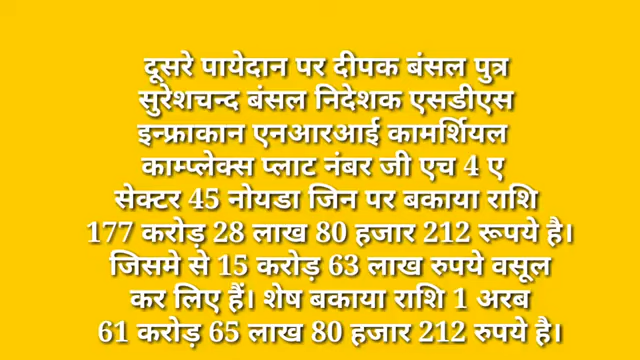 दूसरे पायेदान पर दीपक बंसल पुत्र
सुरेशचन्द बंसल निदेशक एसडीएस
इन्फ्राकान एनआरआई कामर्शियल
काम्प्लेक्स प्लाट नंबर जी एच 4 ए
सेक्टर 45 नोयडा जिन पर बकाया राशि
177 करोड़ 28 लाख 80 हजार 212 रूपये है।
जिसमे से 15 करोड़ 63 लाख रुपये वसूल
कर लिए हैं। शेष बकाया राशि 1 अरब
61 करोड़ 65 लाख 80 हजार 212 रुपये है।